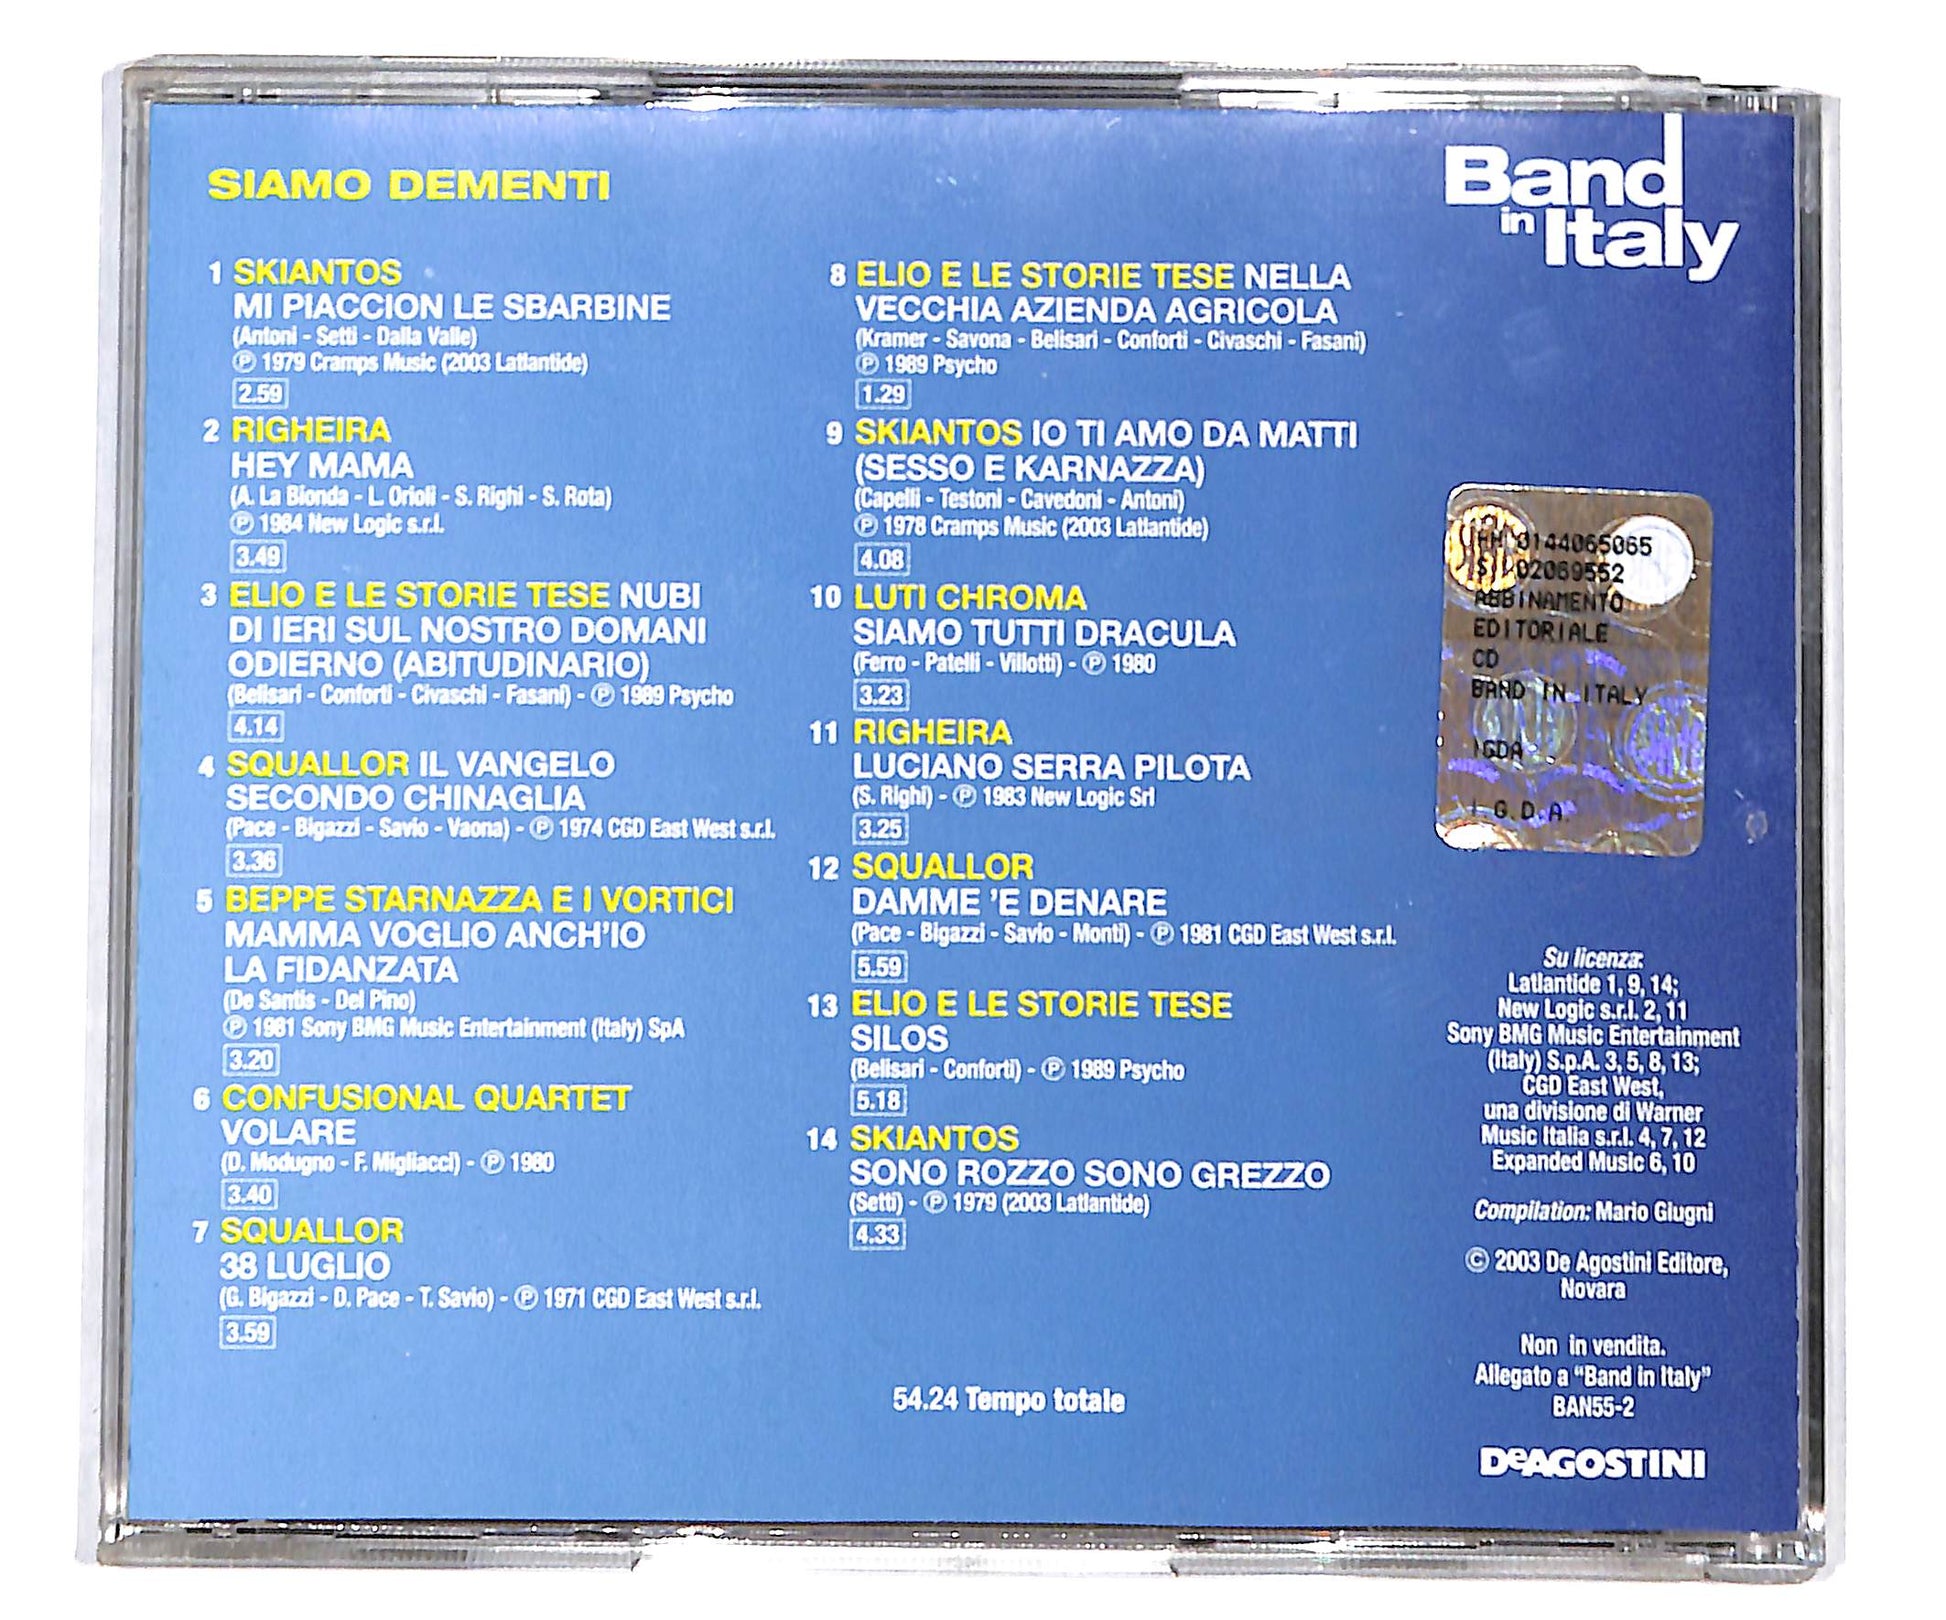 SIAMO DEMENTI
1 SKIANTOS
MI PIACCION LE SBARBINE
(Antoni - Setti - Dalla Valle)
℗ 1979 Cramps Music (2003 Latlantide)
2.59
2 RIGHEIRA
HEY MAMA
(A. La Bionda - L. Orioli - S. Righi - S. Rota)
℗ 1984 New Logic s.r.l.
3.49
3 ELIO E LE STORIE TESE NUBI
DI IERI SUL NOSTRO DOMANI
ODIERNO (ABITUDINARIO)
(Belisari - Conforti - Civaschi - Fasani) - ℗ 1989 Psycho
4.14
4 SQUALLOR IL VANGELO
SECONDO CHINAGLIA
(Pace - Bigazzi - Savio - Vaona) - ℗ 1974 CGD East West s.r.l.
3.36
5 BEPPE STARNAZZA E I VORTICI
MAMMA VOGLIO ANCH'IO
LA FIDANZATA
(De Santis - Del Pino)
℗ 1981 Sony BMG Music Entertainment (Italy) SpA
3.20
6 CONFUSIONAL QUARTET
VOLARE
(D. Modugno - F. Migliacci) - ℗ 1980
3.40
7 SQUALLOR
38 LUGLIO
(G. Bigazzi - D. Pace - T. Savio) - ℗ 1971 CGD East West s.r.l.
3.59
8 ELIO E LE STORIE TESE NELLA
VECCHIA AZIENDA AGRICOLA
(Kramer - Savona - Belisari - Conforti - Civaschi - Fasani)
℗ 1989 Psycho
1.29
9 SKIANTOS IO TI AMO DA MATTI
(SESSO E KARNAZZA)
(Capelli - Testoni - Cavedoni - Antoni)
℗ 1978 Cramps Music (2003 Latlantide)
4.08
10 LUTI CHROMA
SIAMO TUTTI DRACULA
(Ferro - Patelli - Villotti) - ℗ 1980
3.23
11 RIGHEIRA
LUCIANO SERRA PILOTA
(S. Righi) - ℗ 1983 New Logic Srl
3.25
12 SQUALLOR
DAMME 'E DENARE
(Pace - Bigazzi - Savio - Monti) - ℗ 1981 CGD East West s.r.l.
5.59
13 ELIO E LE STORIE TESE
SILOS
(Belisari - Conforti) - ℗ 1989 Psycho
5.18
14 SKIANTOS
SONO ROZZO SONO GREZZO
(Setti) - ℗ 1979 (2003 Latlantide)
4.33
54.24 Tempo totale
Band
in Italy
0144065065
02069552
ABBINAMENTO
EDITORIALE
CD
BAND IN ITALY
IGDA
I.G.D.A.
Su licenza:
Latlantide 1, 9, 14;
New Logic s.r.l. 2, 11
Sony BMG Music Entertainment
(Italy) S.p.A. 3, 5, 8, 13;
CGD East West,
una divisione di Warner
Music Italia s.r.l. 4, 7, 12
Expanded Music 6, 10
Compilation: Mario Giugni
© 2003 De Agostini Editore,
Novara
Non in vendita.
Allegato a “Band in Italy”
BAN55-2
DeAGOSTINI